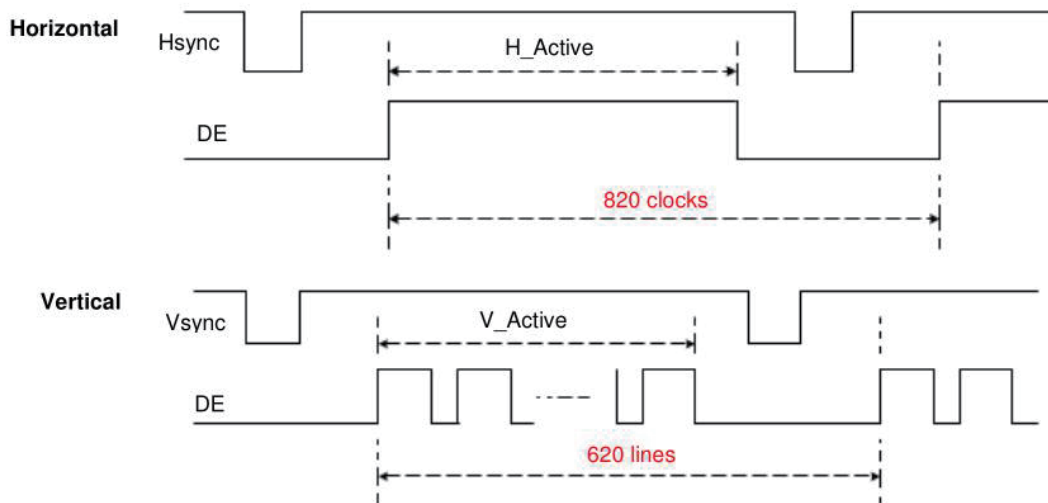 Horizontal
Hsync
H_Active
DE
820 clocks
Vertical
Vsync
V_Active
DE
620 lines